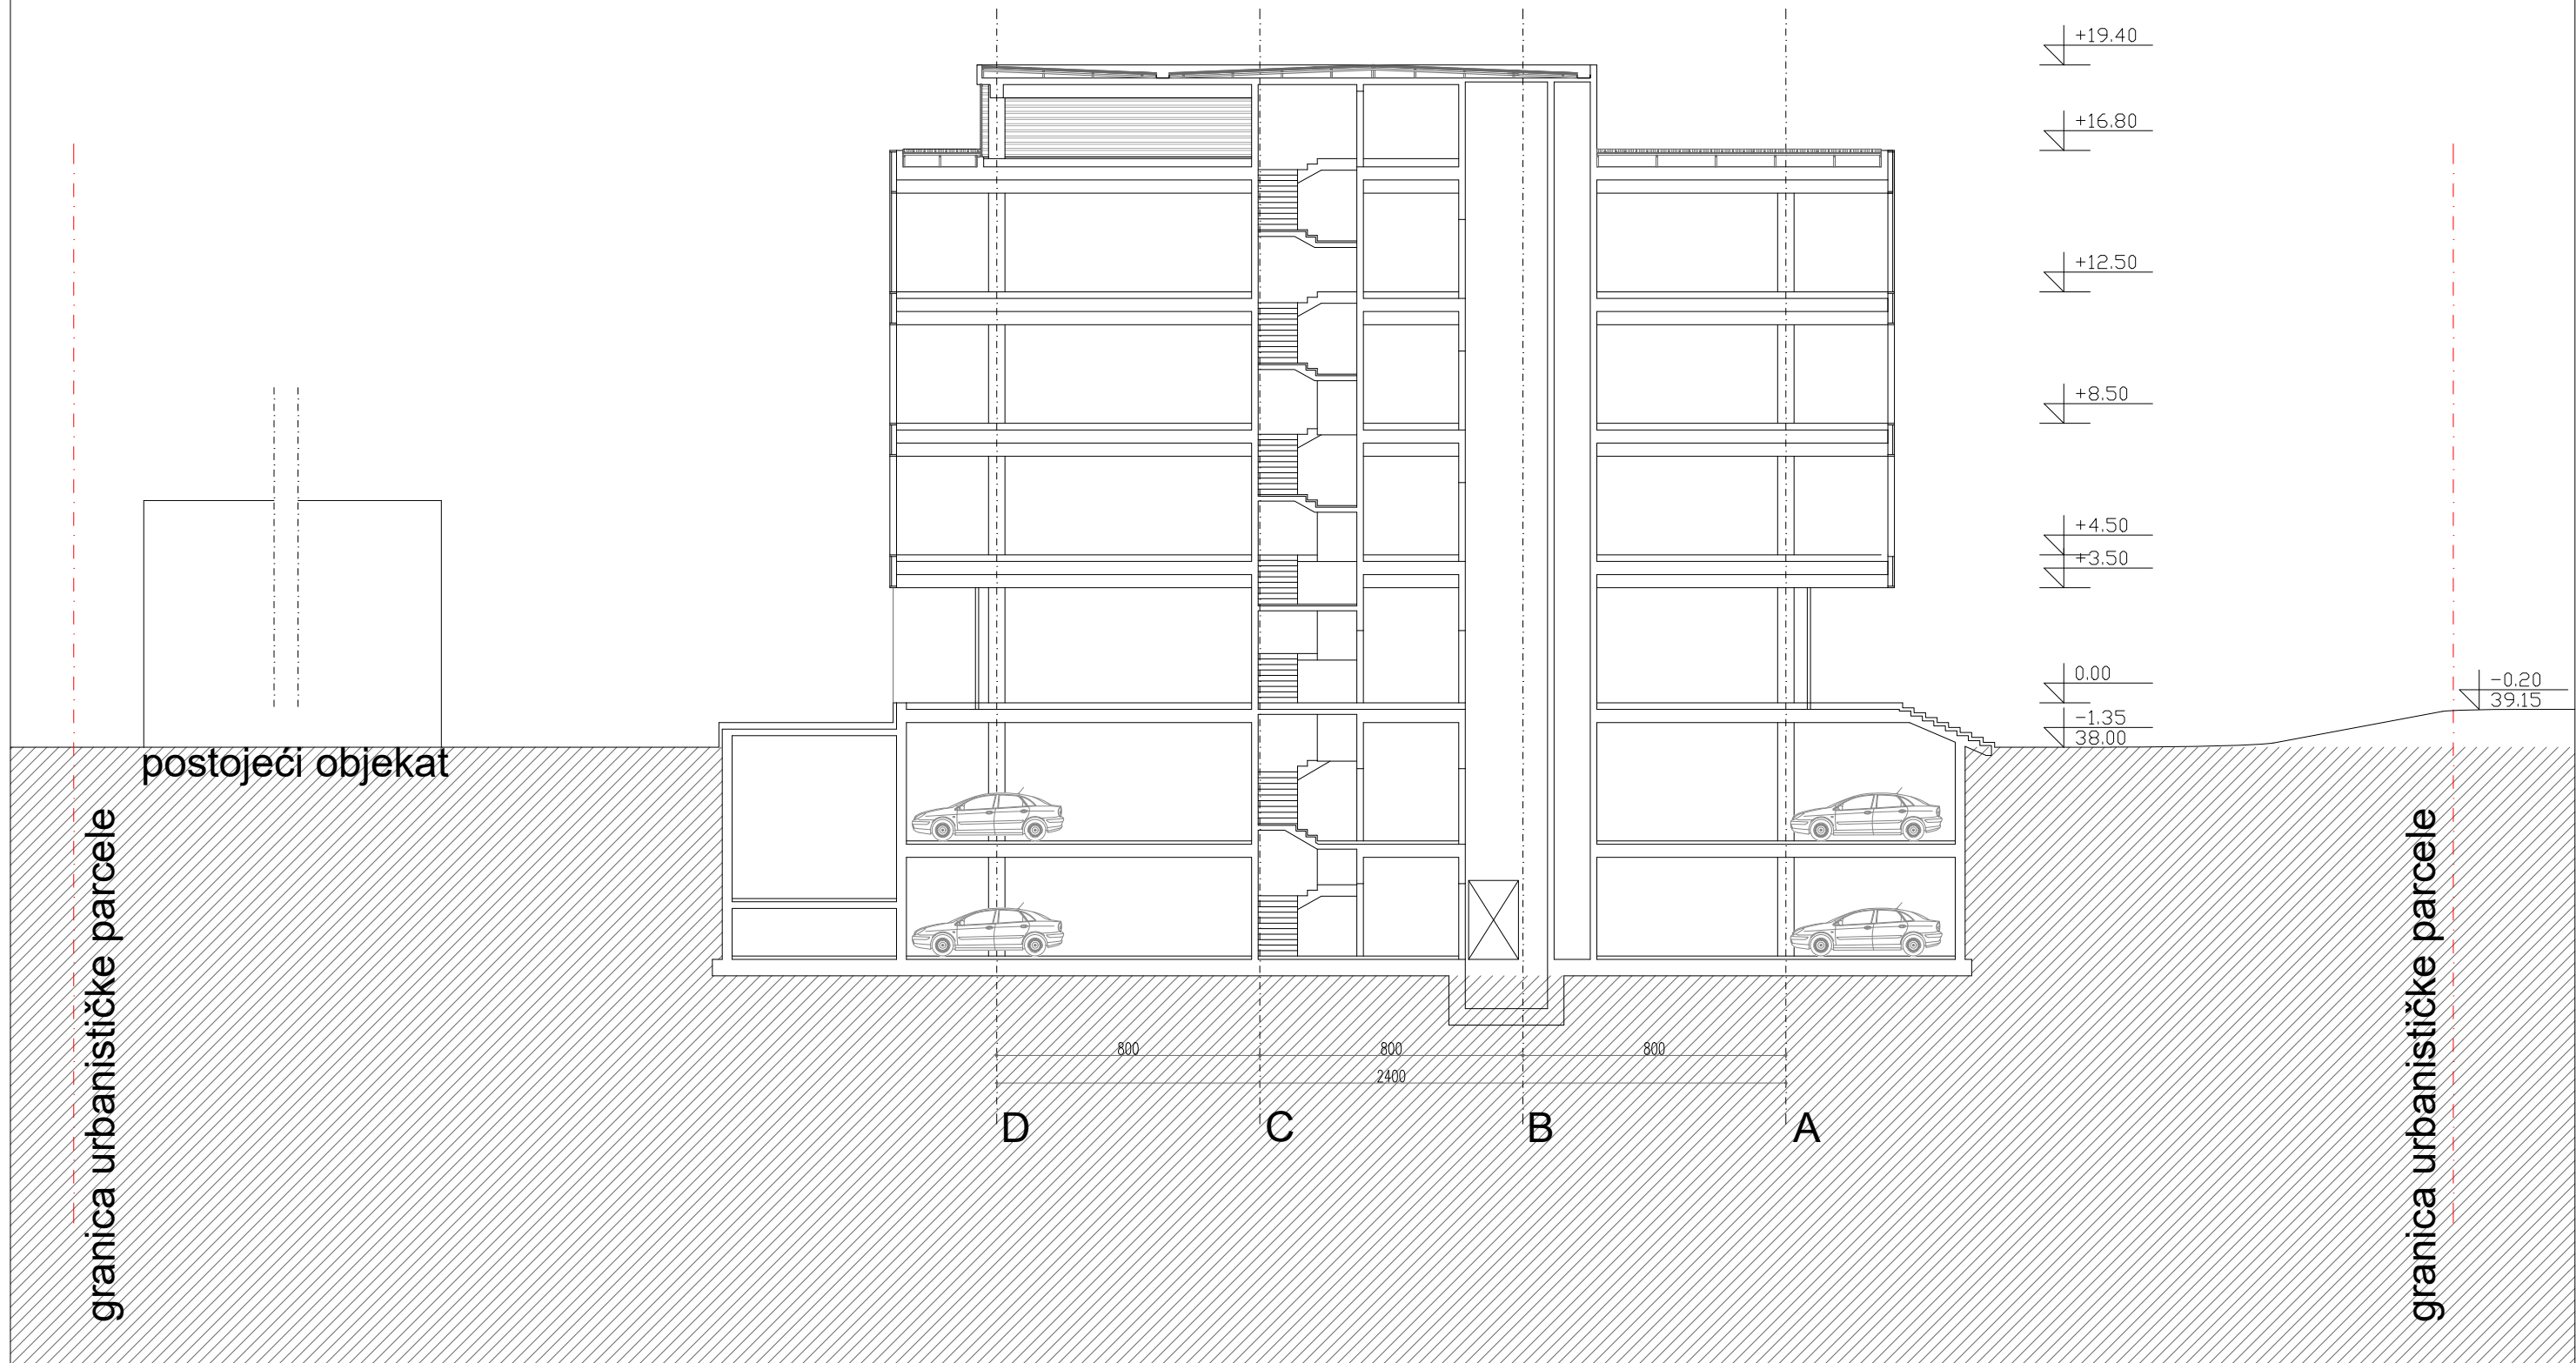 +19.40
+16.80
+12.50
+8.50
+4.50
+3.50
0.00
-0.20
39.15
-1.35
38.00
postojeći objekat
granica urbanističke parcele
granica urbanističke parcele
800
800
800
2400
D
C
B
A